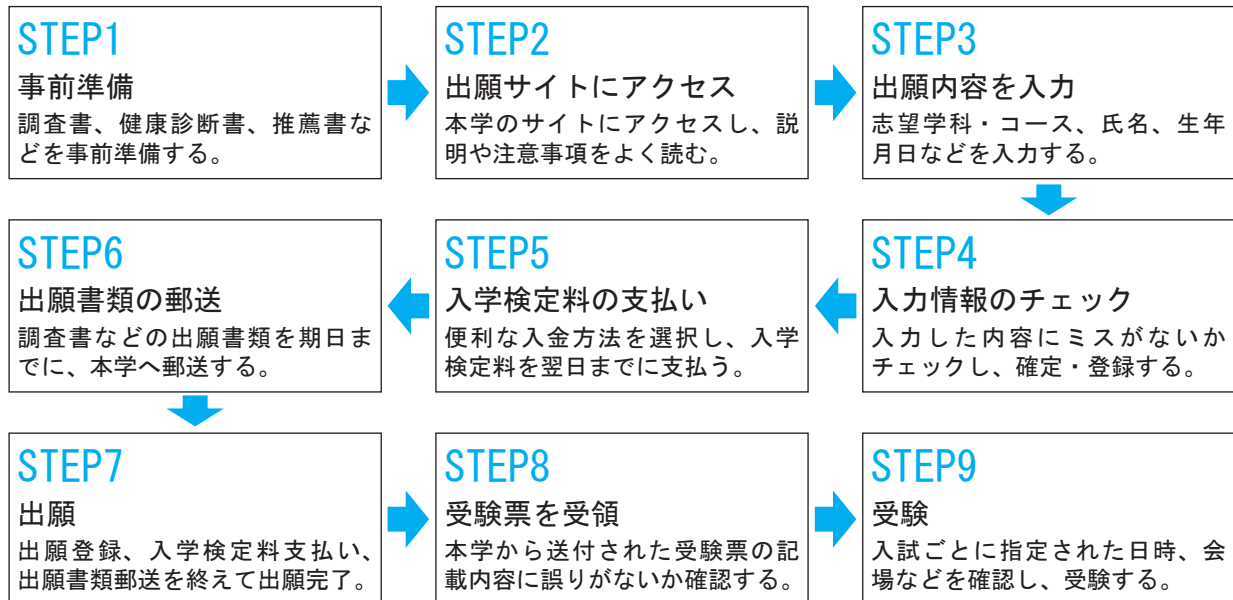 STEP1
事前準備
調査書、健康診断書、推薦書な
どを事前準備する。
STEP2
出願サイトにアクセス
本学のサイトにアクセスし、説
明や注意事項をよく読む。
STEP3
出願内容を入力
志望学科・コース、氏名、生年
月日などを入力する。
STEP4
入力情報のチェック
入力した内容にミスがないか
チェックし、確定・登録する。
STEP5
入学検定料の支払い
便利な入金方法を選択し、入学
検定料を翌日までに支払う。
STEP6
出願書類の郵送
調査書などの出願書類を期日ま
でに、本学へ郵送する。
STEP7
出願
出願登録、入学検定料支払い、
出願書類郵送を終えて出願完了。
STEP8
受験票を受領
本学から送付された受験票の記
載内容に誤りがないか確認する。
STEP9
受験
入試ごとに指定された日時、会
場などを確認し、受験する。